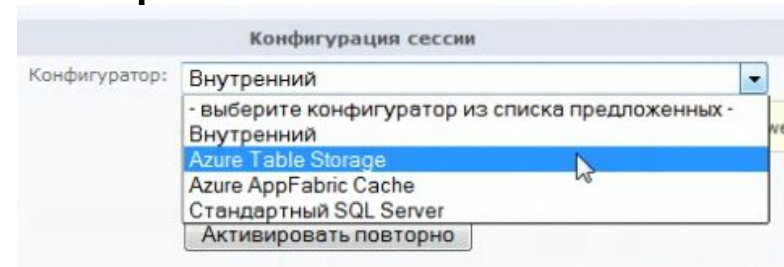 Конфигурация сессии
Конфигуратор: Внутренний
- выберите конфигуратор из списка предложенных -
Внутренний
Azure Table Storage
Azure AppFabric Cache
Стандартный SQL Server
Активировать повторно